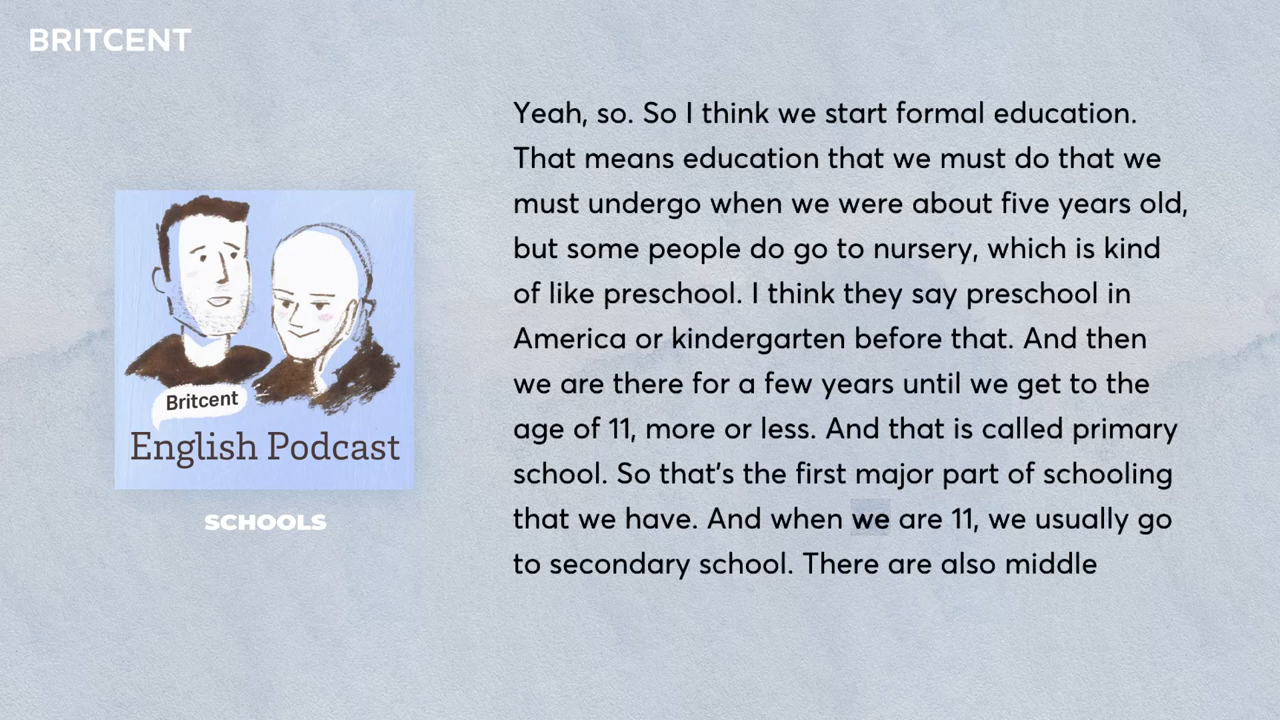 BRITCENT
Yeah, so. So I think we start formal education.
That means education that we must do that we
must undergo when we were about five years old,
but some people do go to nursery, which is kind
of like preschool. I think they say preschool in
America or kindergarten before that. And then
we are there for a few years until we get to the
age of 11, more or less. And that is called primary
school. So that's the first major part of schooling
that we have. And when we are 11, we usually go
to secondary school. There are also middle
Britcent
English Podcast
SCHOOLS